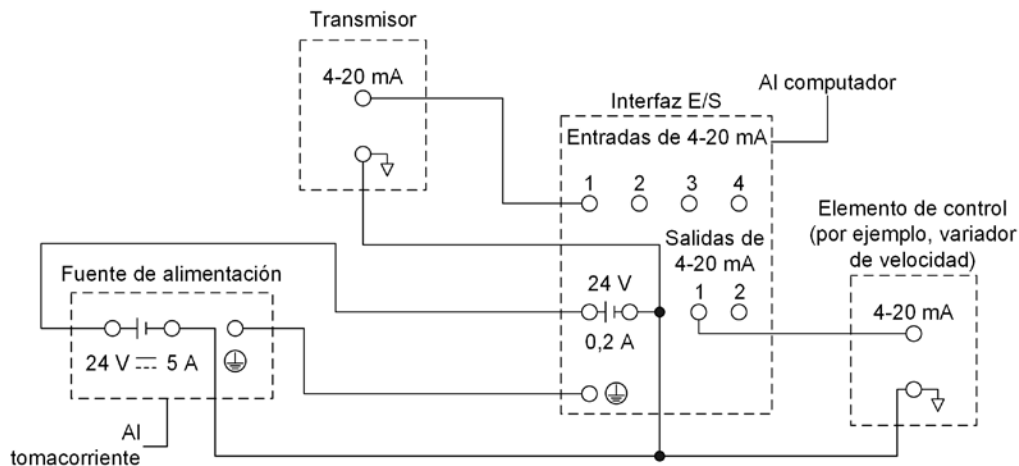 Transmisor
4-20 mA
Al computador
Interfaz E/S
Entradas de 4-20 mA
1 2 3 4
Elemento de control
(por ejemplo, variador
de velocidad)
Salidas de
4-20 mA
Fuente de alimentación
24 V
1 2
4-20 mA
0,2 A
24 V 5 A
Al
tomacorriente